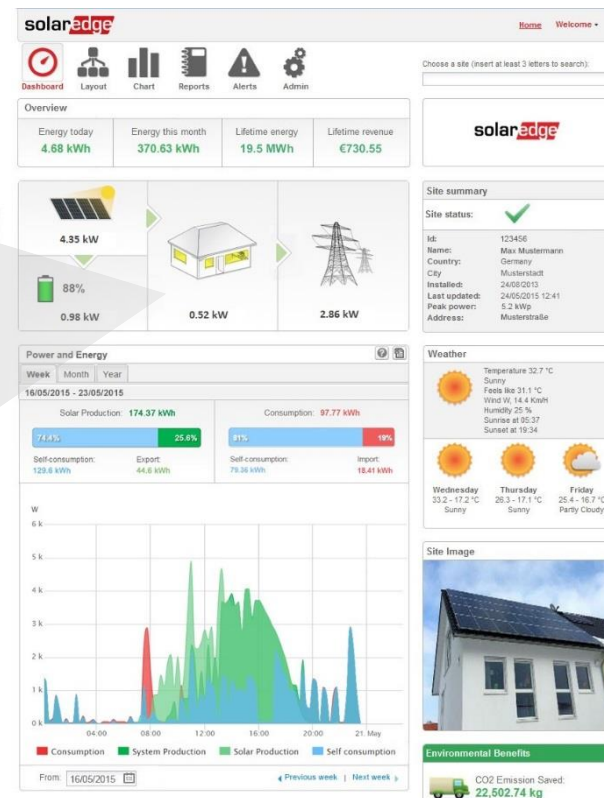 solaredge
Home Welcome
Dashboard Layout Chart Reports Alerts Admin
Choose a site (insert at least 3 letters to search):
Overview
Energy today Energy this month Lifetime energy Lifetime revenue
4.68 kWh 370.63 kWh 19.5 MWh €730.55
solaredge
4.35 kW
88%
0.98 kW 0.52 kW 2.86 kW
Site summary
Site status:
Id: 123456
Name: Max Mustermann
Country: Germany
City Musterstadt
Installed: 24/08/2013
Last updated: 24/05/2015 12:41
Peak power: 5.2 kWp
Address: Musterstraße
Power and Energy
Week Month Year
16/05/2015 - 23/05/2015
Solar Production: 174.37 kWh Consumption: 97.77 kWh
74.4% 25.6% 81% 19%
Self-consumption: Export: Self-consumption: Import:
129.6 kWh 44.6 kWh 79.36 kWh 18.41 kWh
W
6 k
5 k
4 k
3 k
2 k
1 k
0 k
04:00 08:00 12:00 16:00 20:00 21. May
Consumption System Production Solar Production Self consumption
From: 16/05/2015 Previous week | Next week
Weather
Temperature 32.7 °C
Sunny
Feels like 31.1 °C
Wind W, 14.4 Km/H
Humidity 25 %
Sunrise at 05:37
Sunset at 19:34
Wednesday Thursday Friday
33.2 - 17.2 °C 26.3 - 17.1 °C 25.4 - 16.7 °C
Sunny Sunny Partly Cloudy
Site Image
Environmental Benefits
CO2 Emission Saved:
22,502.74 kg